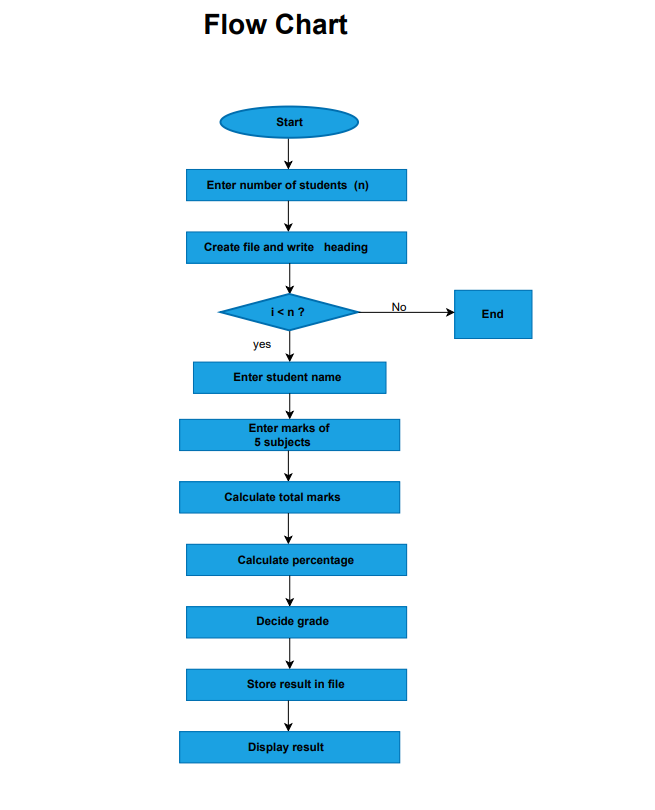 Flow Chart
Start
Enter number of students (n)
Create file and write heading
i < n ?
No
End
yes
Enter student name
Enter marks of
5 subjects
Calculate total marks
Calculate percentage
Decide grade
Store result in file
Display result